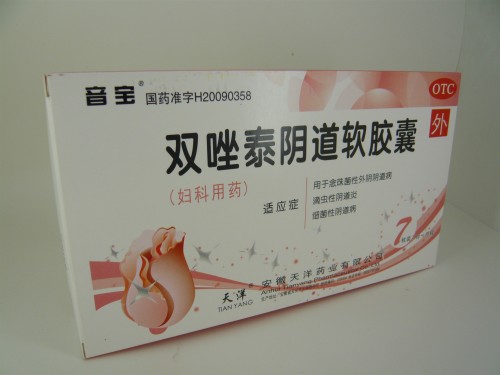 音宝
国药准字H20090358
OTC
外
双唑泰阴道软胶囊
(妇科用药)
适应症
用于念珠菌性外阴阴道病
滴虫性阴道炎
细菌性阴道病
7
天洋
TIANYANG
安徽天洋药业有限公司